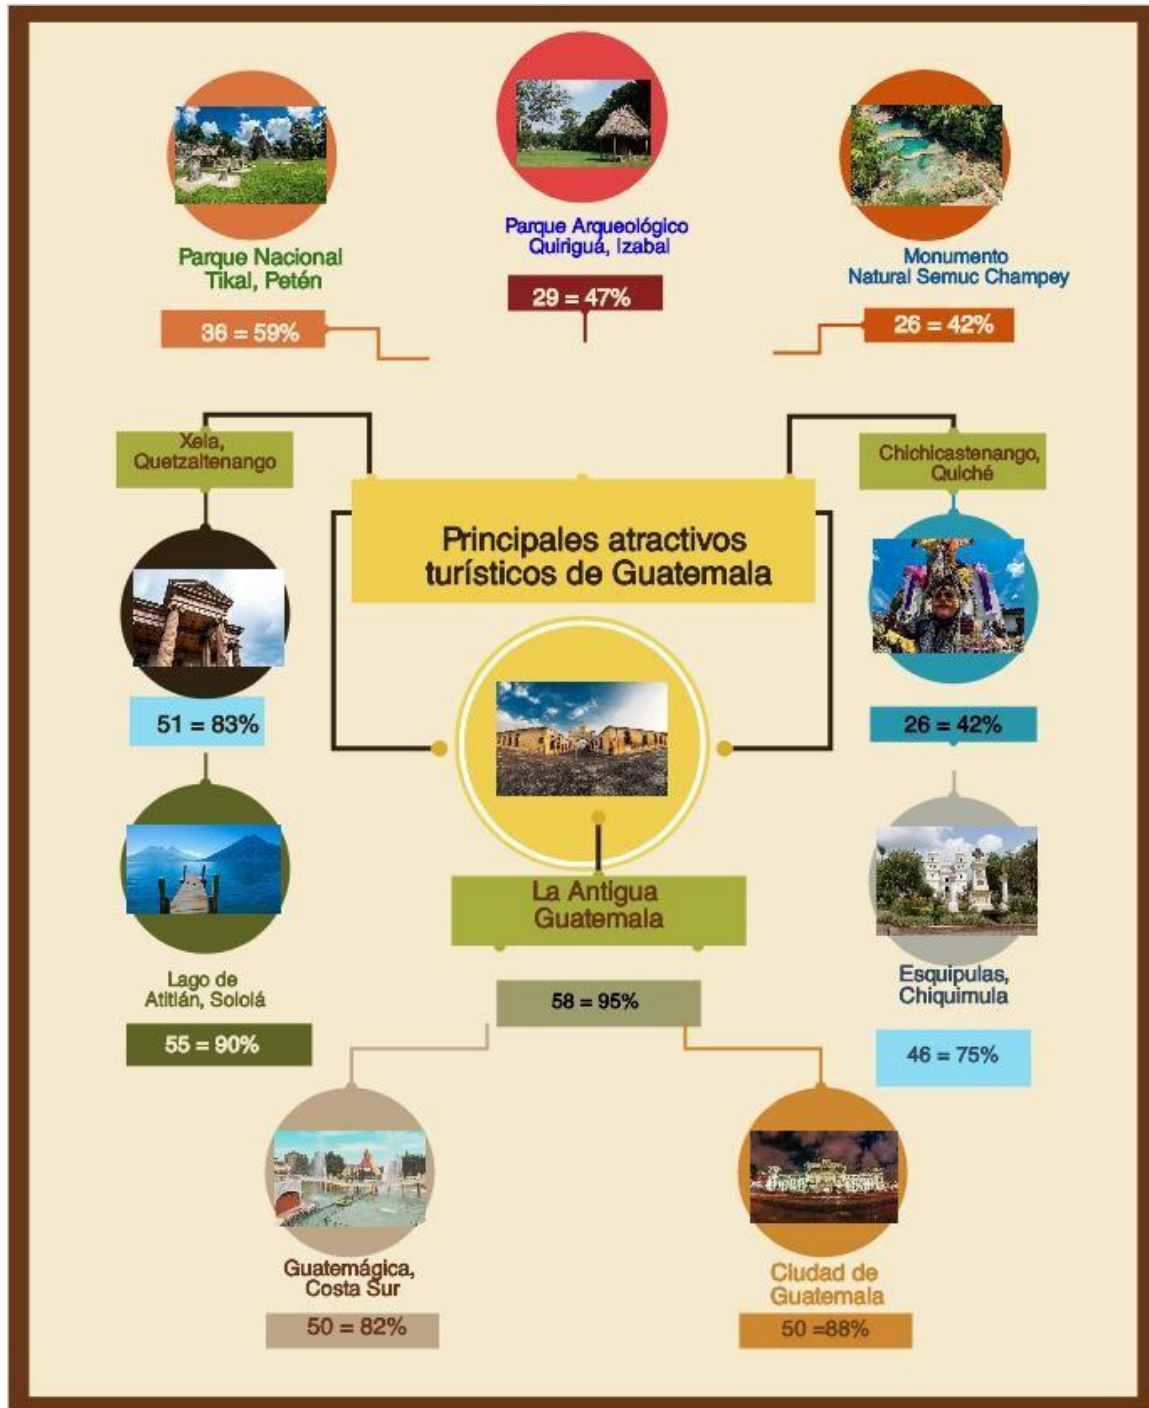 Parque Nacional
Tikal, Petén
36 = 59%
Parque Arqueológico
Quiriguá, Izabal
29 = 47%
Monumento
Natural Semuc Champey
26 = 42%
Xela,
Quetzaltenango
51 = 83%
Lago de
Atitlán, Sololá
55 = 90%
Principales atractivos
turísticos de Guatemala
La Antigua
Guatemala
58 = 95%
Chichicastenango,
Quiché
26 = 42%
Esquipulas,
Chiquimula
46 = 75%
Guatemágica,
Costa Sur
50 = 82%
Ciudad de
Guatemala
50 =88%